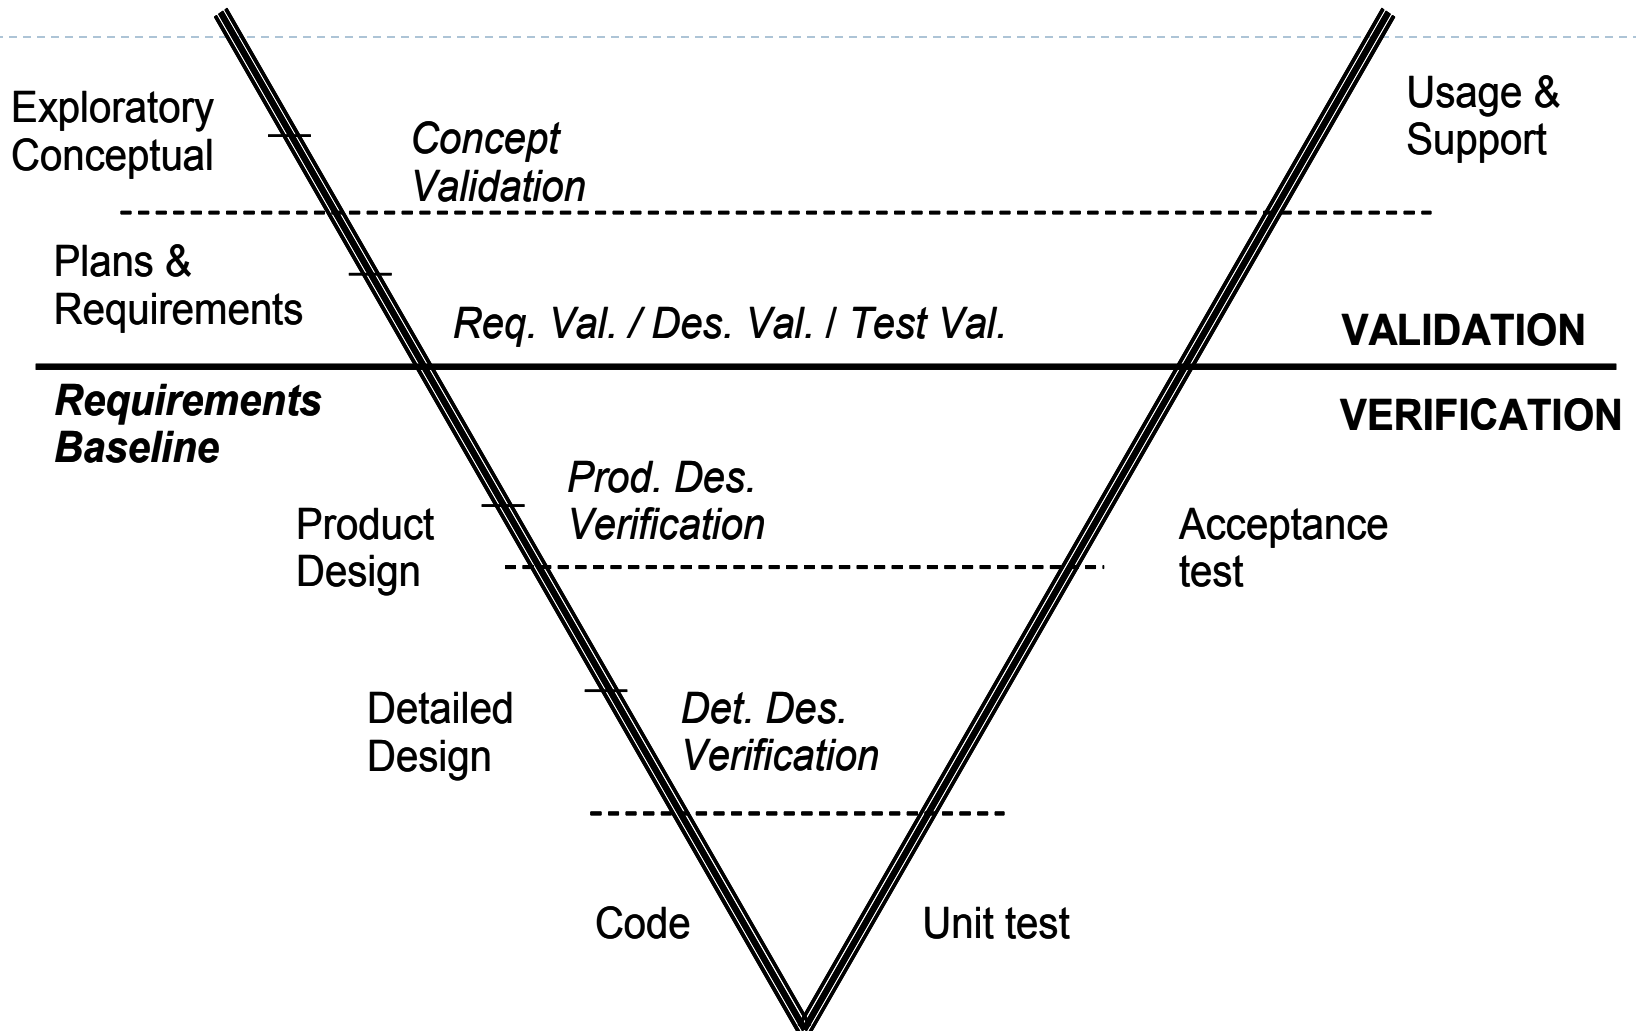 Exploratory
Conceptual
Concept
Validation
Usage &
Support
Plans &
Requirements
Req. Val. / Des. Val. / Test Val.
VALIDATION
Requirements
Baseline
VERIFICATION
Prod. Des.
Verification
Product
Design
Acceptance
test
Detailed
Design
Det. Des.
Verification
Code
Unit test